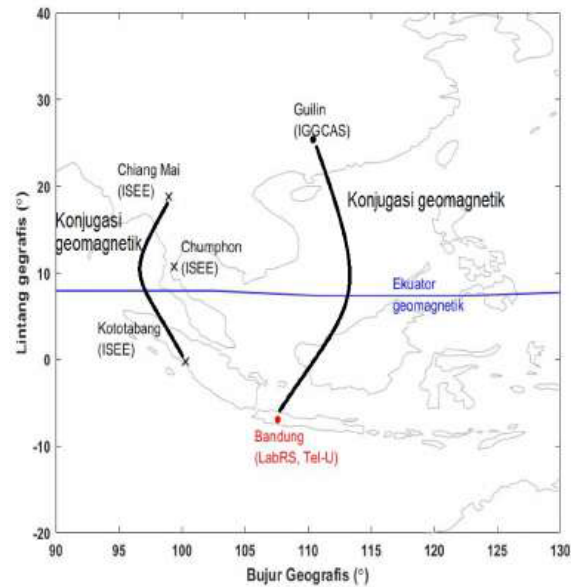 40
30
20
10
0
-10
-20
Lintang gegrafis (°)
Guilin
(IGGCAS)
Chiang Mai
(ISEE)
Konjugasi geomagnetik
Konjugasi
geomagnetik
Chumphon
(ISEE)
Ekuator
geomagnetik
Kototabang
(ISEE)
Bandung
(LabRS, Tel-U)
90 95 100 105 110 115 120 125 130
Bujur Geografis (°)